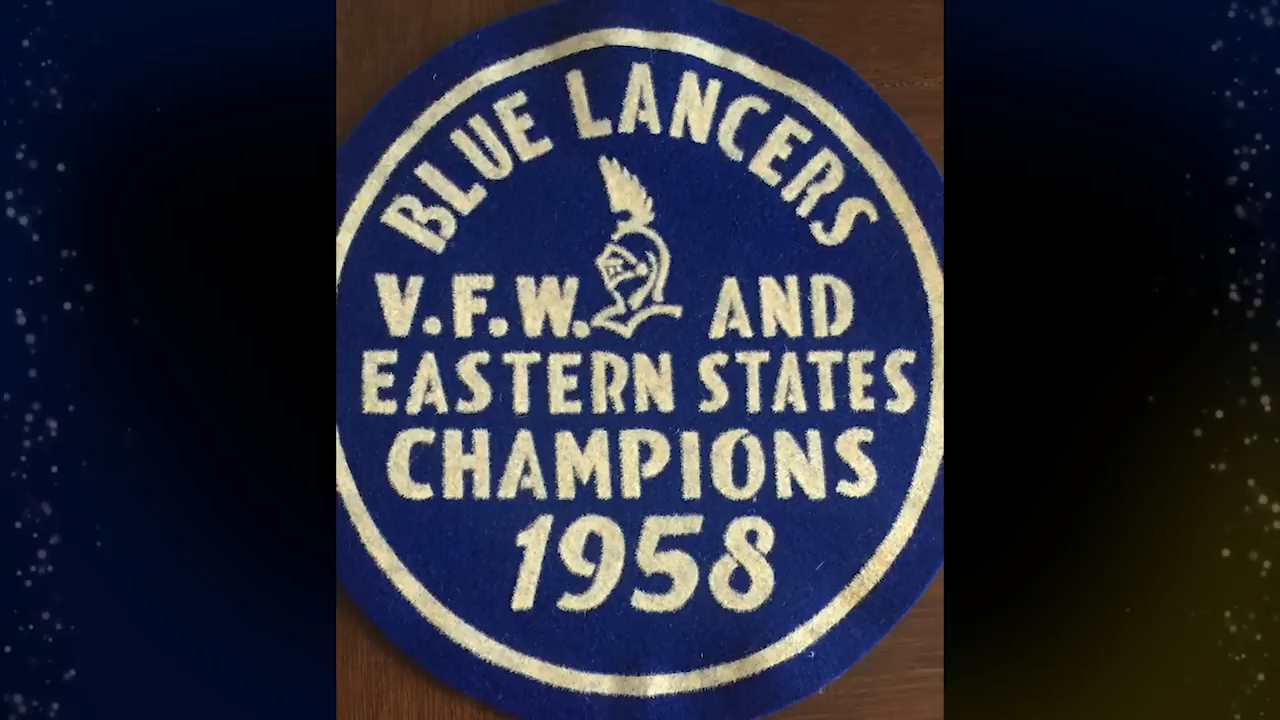 BLUE LANCERS
V.F.W. AND
EASTERN STATES
CHAMPIONS
1958